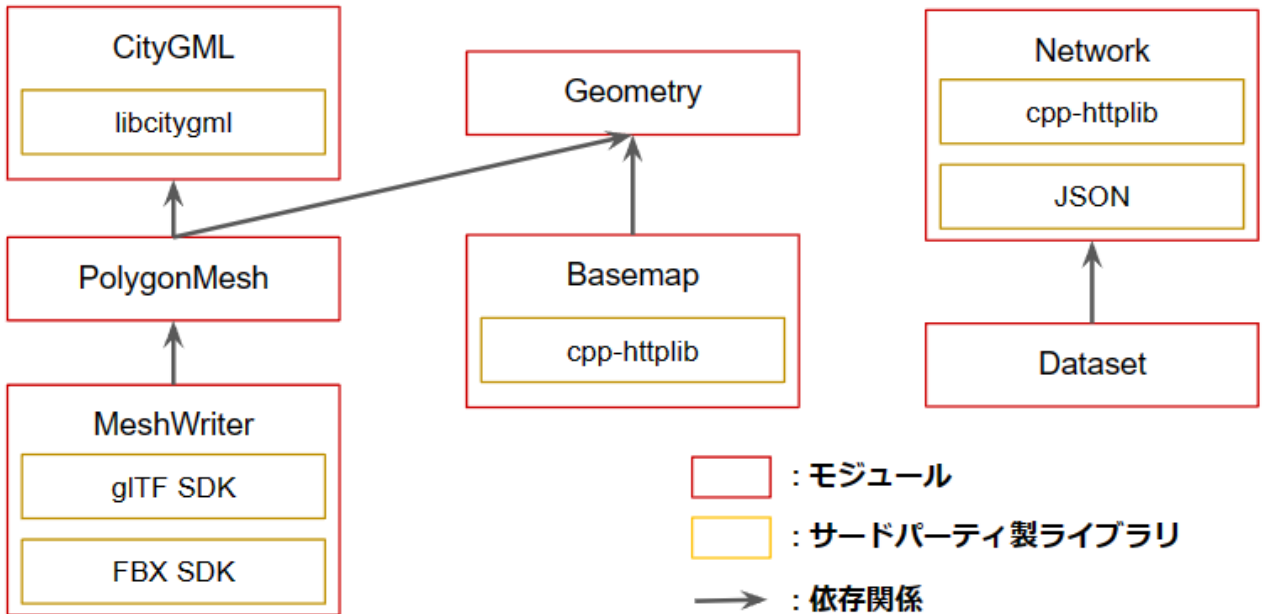 CityGML
libcitygml
PolygonMesh
MeshWriter
glTF SDK
FBX SDK
Geometry
Basemap
cpp-httplib
Network
cpp-httplib
JSON
Dataset
: モジュール
: サードパーティ製ライブラリ
: 依存関係